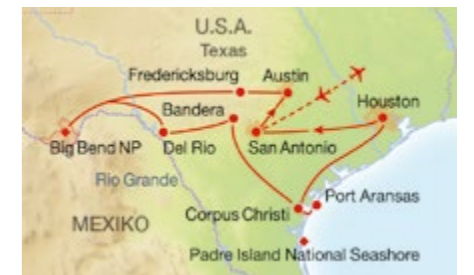 U.S.A.
Texas
Fredericksburg
Austin
Bandera
Houston
Big Bend NP
Del Rio
San Antonio
Rio Grande
Port Aransas
Corpus Christi
MEXIKO
Padre Island National Seashore